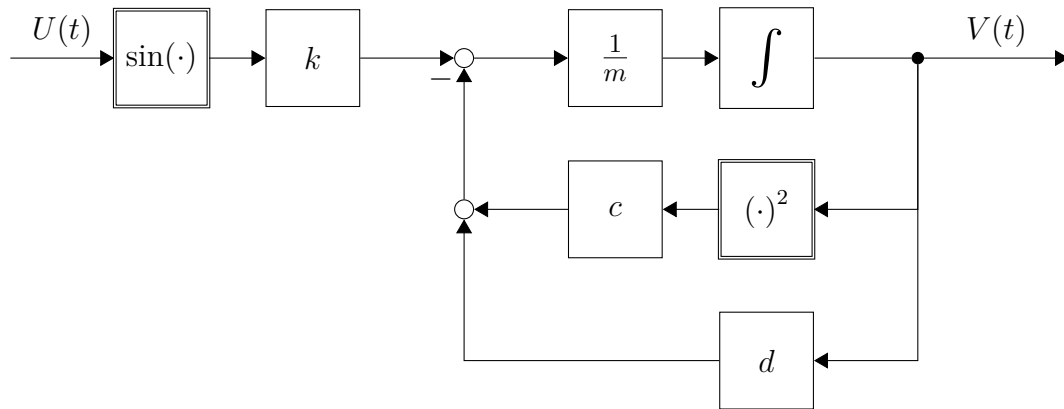 U(t)
sin(·)
k
−
1/m
∫
V(t)
c
(·)²
d